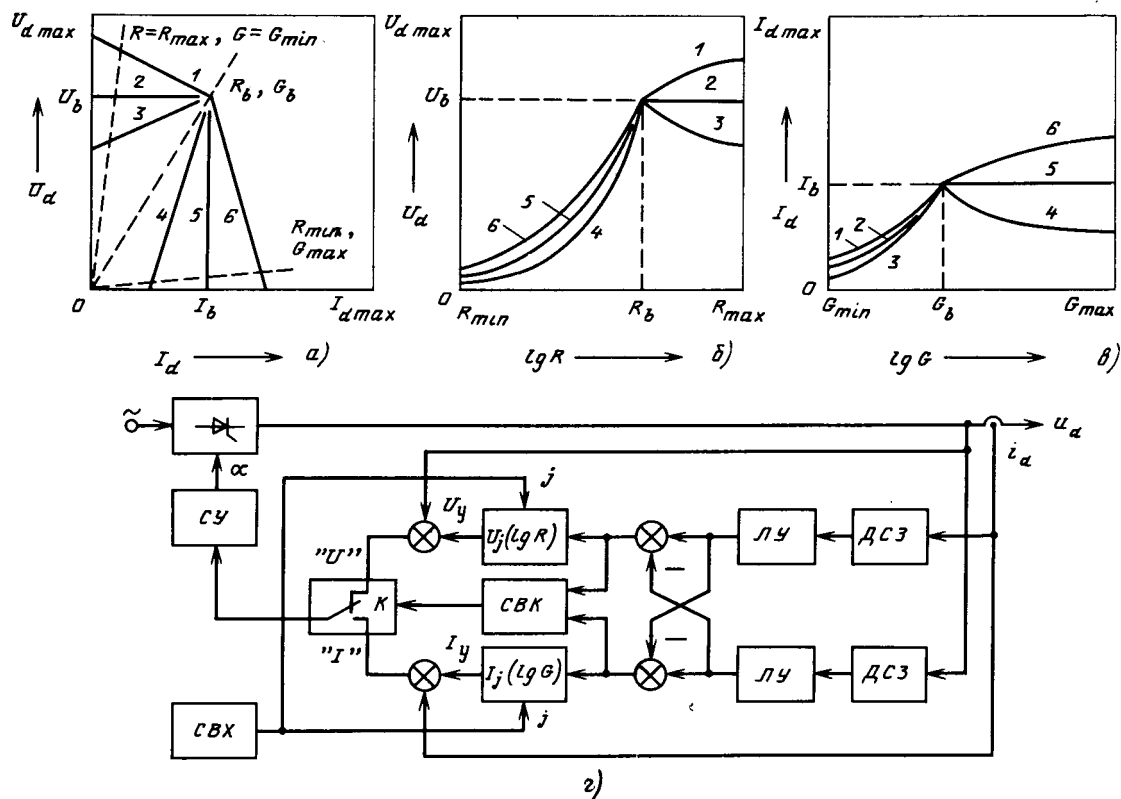 U_d max
R=R_max, G=G_min
1
2
3
R_b, G_b
U_b
U_d
4
5
6
R_min,
G_max
0
I_b
I_d max
I_d
а)
U_d max
U_b
U_d
1
2
3
5
6
4
0
R_min
R_b
R_max
lg R
б)
I_d max
I_b
I_d
6
5
4
1
2
3
0
G_min
G_b
G_max
lg G
в)
~
u_d
i_d
α
СУ
j
U_y
U_j(lg R)
ЛУ
ДСЗ
"U"
−
К
СВК
−
"I"
I_y
I_j(lg G)
ЛУ
ДСЗ
СВХ
j
г)